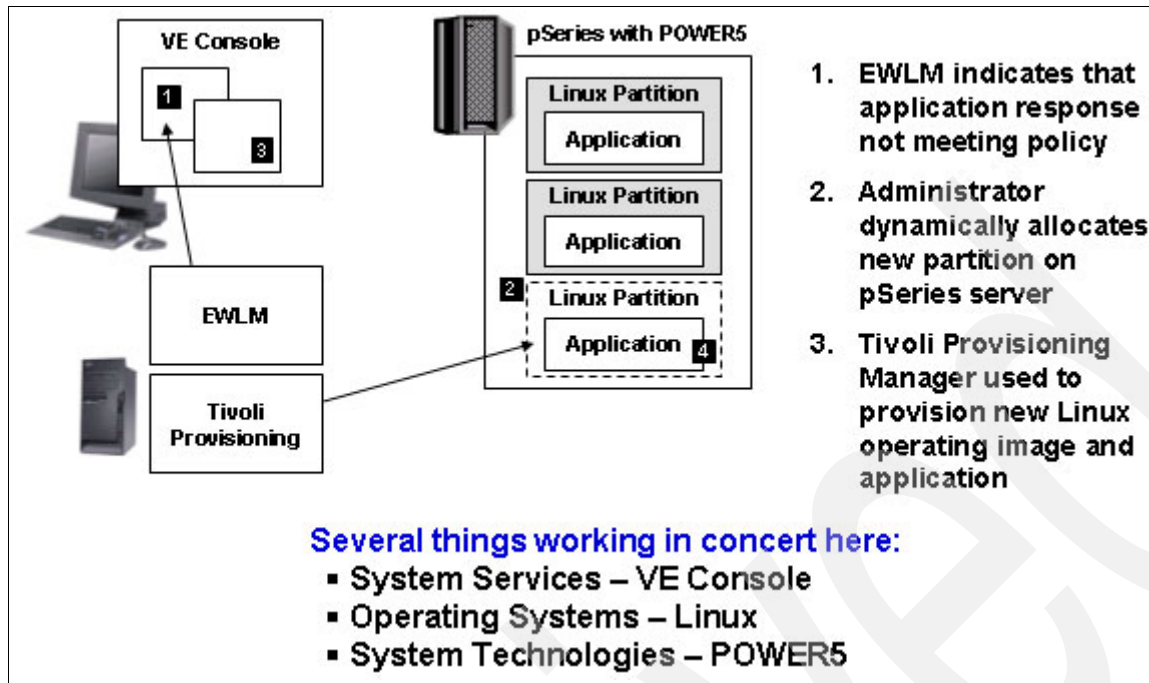 VE Console
1
3
EWLM
Tivoli
Provisioning
pSeries with POWER5
Linux Partition
Application
Linux Partition
Application
2
Linux Partition
Application
4
1. EWLM indicates that
application response
not meeting policy
2. Administrator
dynamically allocates
new partition on
pSeries server
3. Tivoli Provisioning
Manager used to
provision new Linux
operating image and
application
Several things working in concert here:
▪ System Services – VE Console
▪ Operating Systems – Linux
▪ System Technologies – POWER5